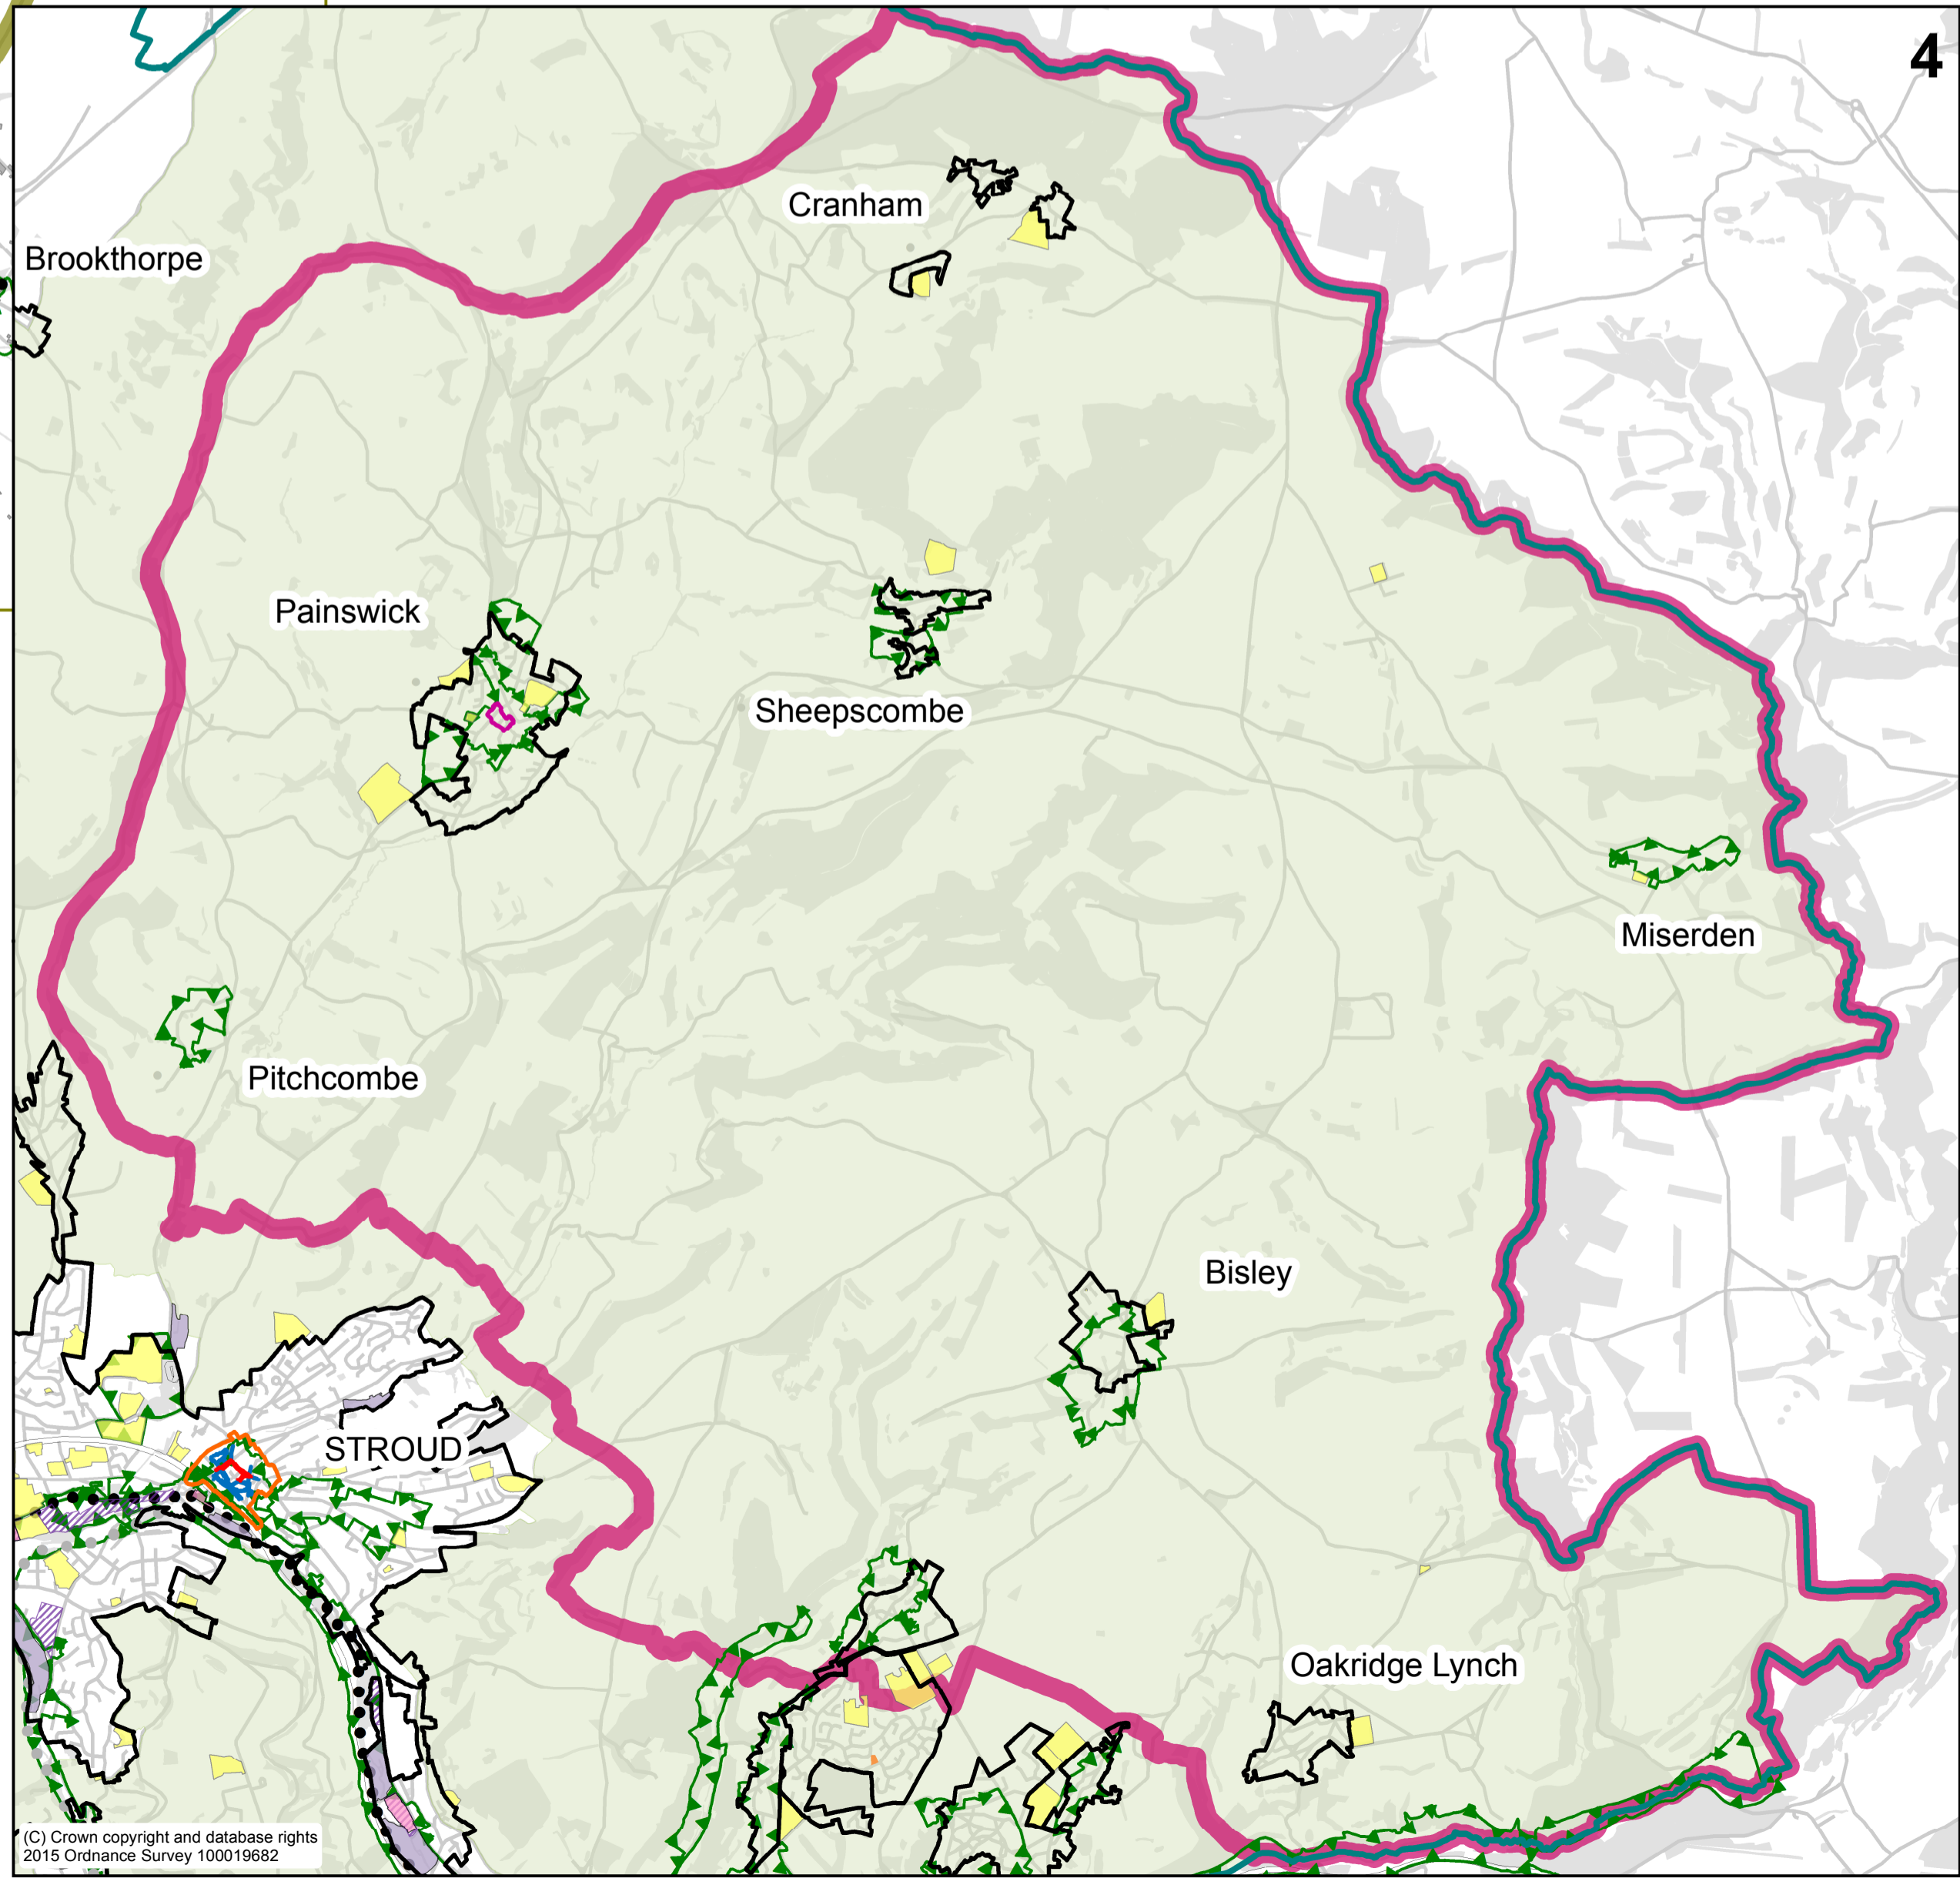 4
Cranham
Brookthorpe
Painswick
Sheepscombe
Miserden
Pitchcombe
Bisley
STROUD
Oakridge Lynch
(C) Crown copyright and database rights
2015 Ordnance Survey 100019682